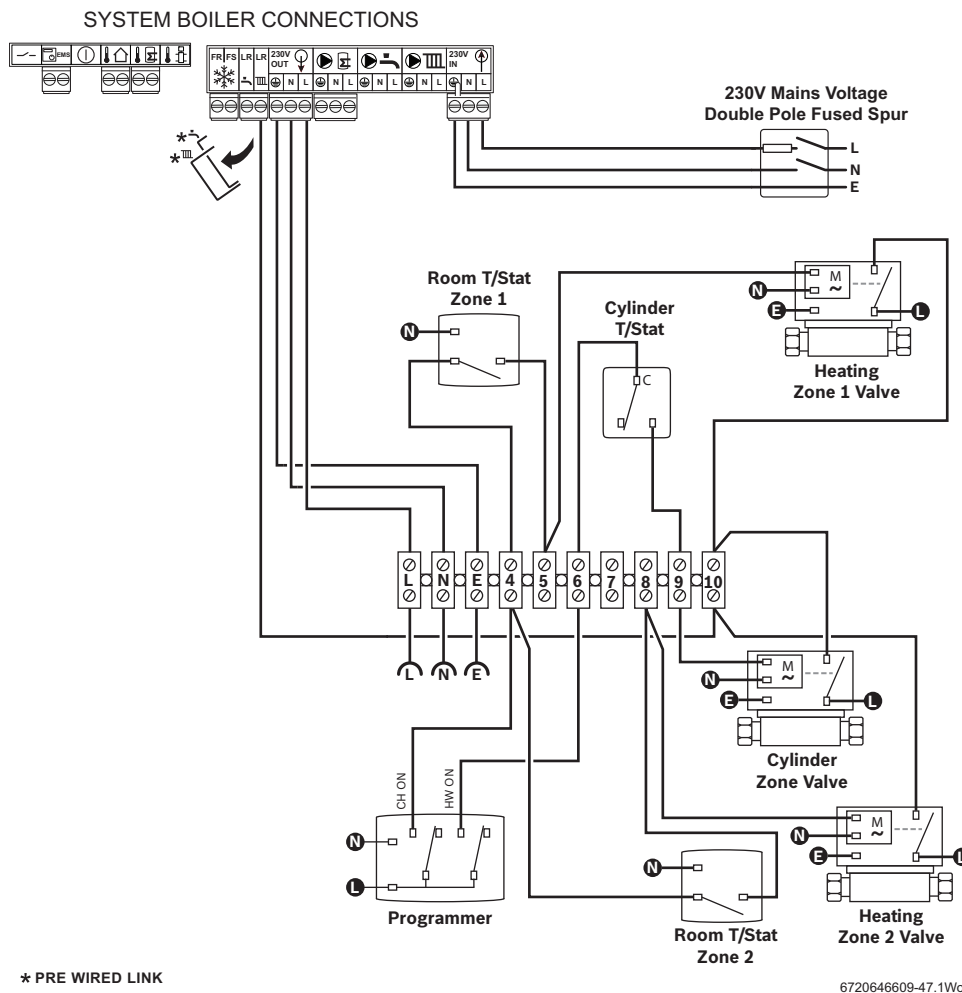 SYSTEM BOILER CONNECTIONS
EMS
FR FS LR LR 230V OUT 230V IN
N L N L N L N L N L
230V Mains Voltage
Double Pole Fused Spur
L
N
E
Room T/Stat
Zone 1
N
Cylinder
T/Stat
C
M
N
E
L
Heating
Zone 1 Valve
L N E 4 5 6 7 8 9 10
L N E
M
N
E
L
Cylinder
Zone Valve
CH ON
HW ON
N
L
Programmer
N
Room T/Stat
Zone 2
M
N
E
L
Heating
Zone 2 Valve
* PRE WIRED LINK
6720646609-47.1Wo